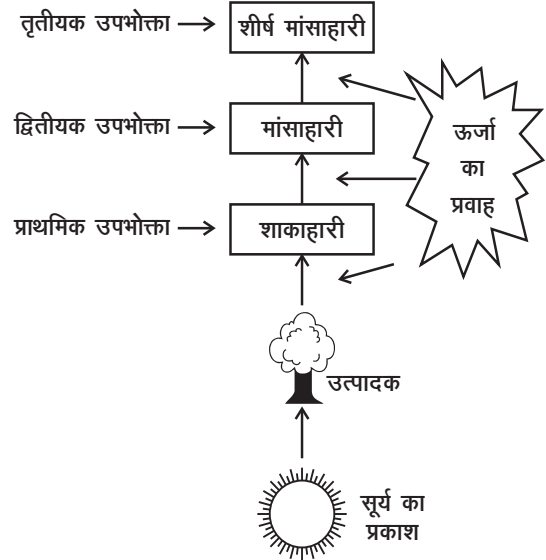 तृतीयक उपभोक्ता
शीर्ष मांसाहारी
द्वितीयक उपभोक्ता
मांसाहारी
ऊर्जा
का
प्रवाह
प्राथमिक उपभोक्ता
शाकाहारी
उत्पादक
सूर्य का
प्रकाश